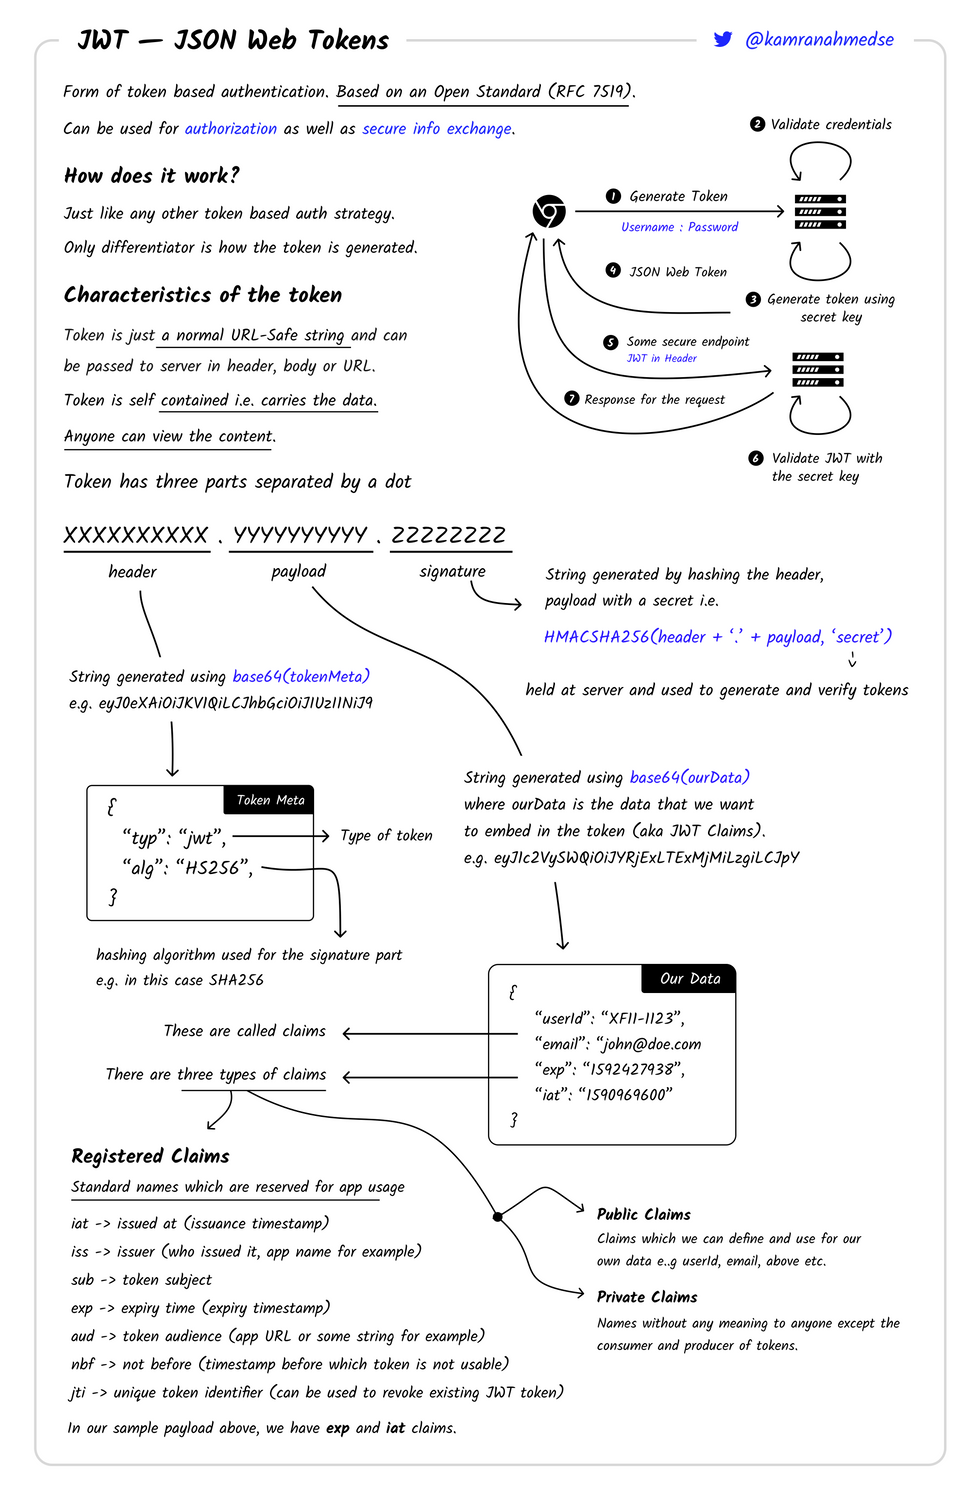 JWT — JSON Web Tokens
@kamranahmedse
Form of token based authentication. Based on an Open Standard (RFC 7519).
Can be used for authorization as well as secure info exchange.
How does it work?
Just like any other token based auth strategy.
Only differentiator is how the token is generated.
Characteristics of the token
Token is just a normal URL-Safe string and can
be passed to server in header, body or URL.
Token is self contained i.e. carries the data.
Anyone can view the content.
2 Validate credentials
1 Generate Token
Username : Password
4 JSON Web Token
3 Generate token using
secret key
5 Some secure endpoint
JWT in Header
7 Response for the request
6 Validate JWT with
the secret key
Token has three parts separated by a dot
XXXXXXXXXX . YYYYYYYYYY . ZZZZZZZZ
header
payload
signature
String generated by hashing the header,
payload with a secret i.e.
HMACSHA256(header + ‘.’ + payload, ‘secret’)
held at server and used to generate and verify tokens
String generated using base64(tokenMeta)
e.g. eyJ0eXAiOiJKV1QiLCJhbGciOiJIUzI1NiJ9
Token Meta
{
“typ”: “jwt”,
“alg”: “HS256”,
}
Type of token
hashing algorithm used for the signature part
e.g. in this case SHA256
String generated using base64(ourData)
where ourData is the data that we want
to embed in the token (aka JWT Claims).
e.g. eyJ1c2VySWQiOiJYRjExLTExMjMiLzgiLCJpY
Our Data
{
“userId”: “XF11-1123”,
“email”: “john@doe.com
“exp”: “1592427938”,
“iat”: “1590969600”
}
These are called claims
There are three types of claims
Registered Claims
Standard names which are reserved for app usage
iat -> issued at (issuance timestamp)
iss -> issuer (who issued it, app name for example)
sub -> token subject
exp -> expiry time (expiry timestamp)
aud -> token audience (app URL or some string for example)
nbf -> not before (timestamp before which token is not usable)
jti -> unique token identifier (can be used to revoke existing JWT token)
In our sample payload above, we have exp and iat claims.
Public Claims
Claims which we can define and use for our
own data e..g userId, email, above etc.
Private Claims
Names without any meaning to anyone except the
consumer and producer of tokens.